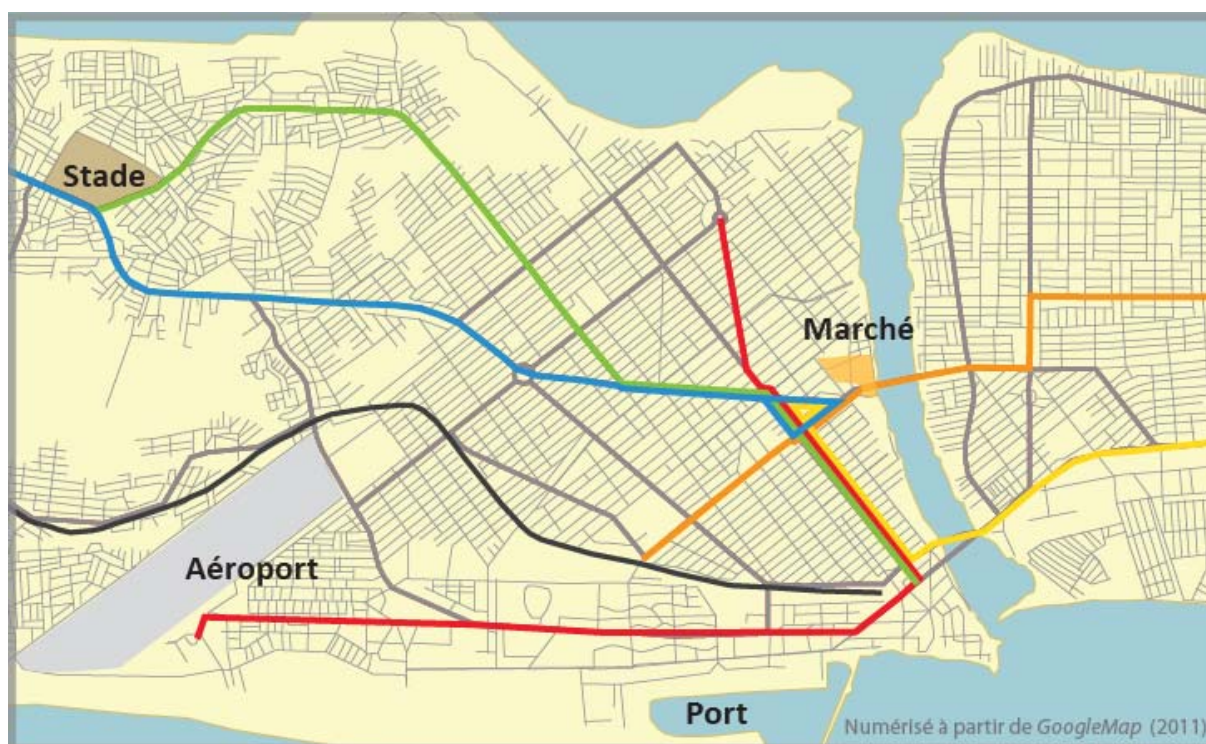 Stade
Marché
Aéroport
Port
Numérisé à partir de GoogleMap (2011)